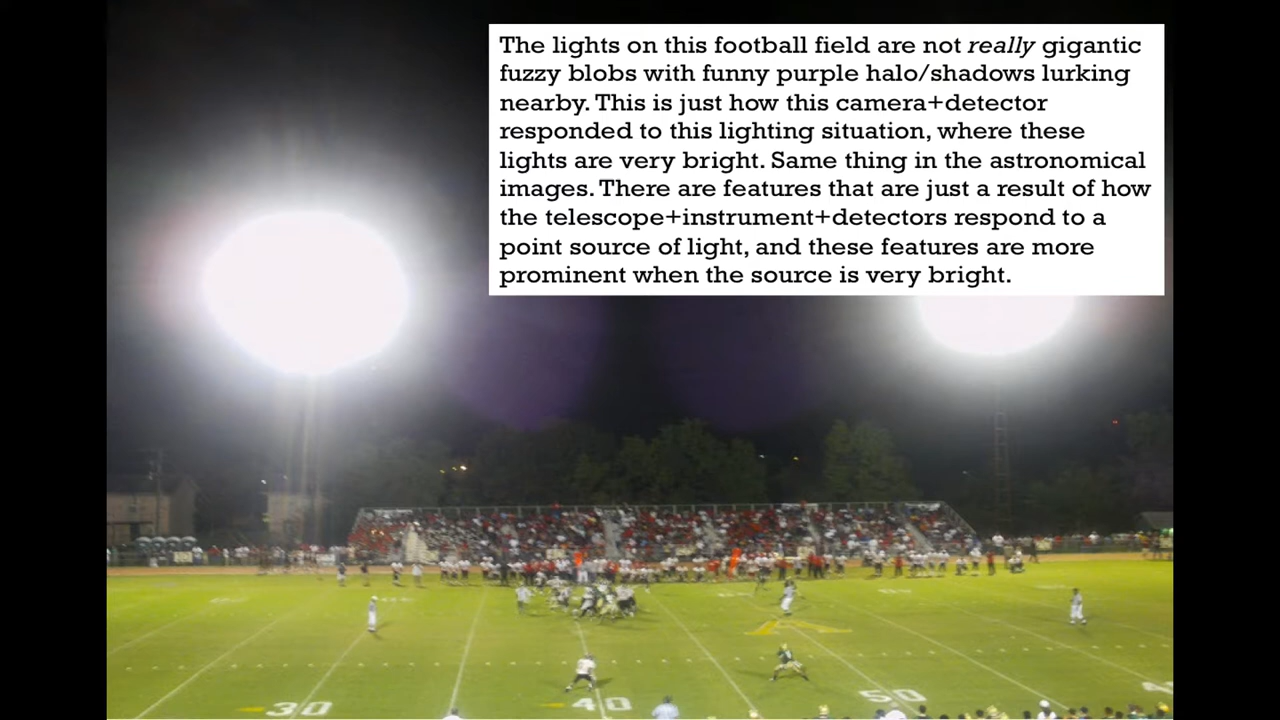 The lights on this football field are not really gigantic
fuzzy blobs with funny purple halo/shadows lurking
nearby. This is just how this camera+detector
responded to this lighting situation, where these
lights are very bright. Same thing in the astronomical
images. There are features that are just a result of how
the telescope+instrument+detectors respond to a
point source of light, and these features are more
prominent when the source is very bright.
30 40 50 4